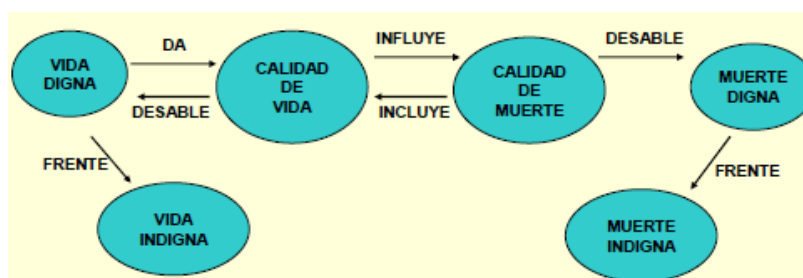 VIDA
DIGNA
DA
DESABLE
CALIDAD
DE
VIDA
INFLUYE
INCLUYE
CALIDAD
DE
MUERTE
DESABLE
MUERTE
DIGNA
FRENTE
VIDA
INDIGNA
FRENTE
MUERTE
INDIGNA